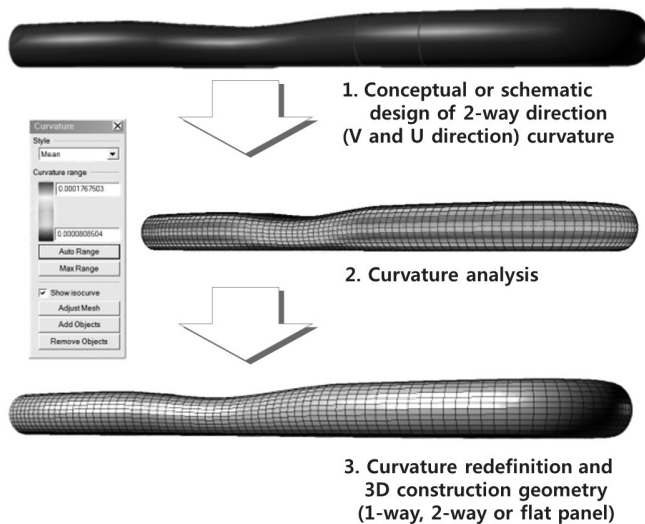 1. Conceptual or schematic
design of 2-way direction
(V and U direction) curvature
Curvature
Style
Mean
Curvature range
0.0001767503
0.0000808504
Auto Range
Max Range
Show isocurve
Adjust Mesh
Add Objects
Remove Objects
2. Curvature analysis
3. Curvature redefinition and
3D construction geometry
(1-way, 2-way or flat panel)